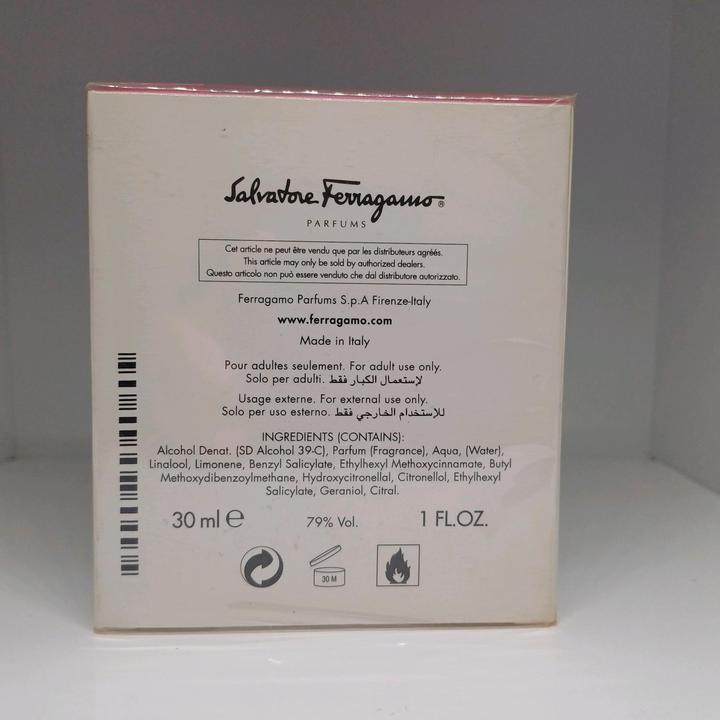 Salvatore Ferragamo®
PARFUMS
Cet article ne peut être vendu que par les distributeurs agréés.
This article may only be sold by authorized dealers.
Questo articolo non può essere venduto che dal distributore autorizzato.
Ferragamo Parfums S.p.A Firenze-Italy
www.ferragamo.com
Made in Italy
Pour adultes seulement. For adult use only.
Solo per adulti. لإستعمال الكبار فقط
Usage externe. For external use only.
Solo per uso esterno. للإستخدام الخارجي فقط
INGREDIENTS (CONTAINS):
Alcohol Denat. (SD Alcohol 39-C), Parfum (Fragrance), Aqua, (Water),
Linalool, Limonene, Benzyl Salicylate, Ethylhexyl Methoxycinnamate, Butyl
Methoxydibenzoylmethane, Hydroxycitronellal, Citronellol, Ethylhexyl
Salicylate, Geraniol, Citral.
30 ml ℮ 79% Vol. 1 FL.OZ.
30 M